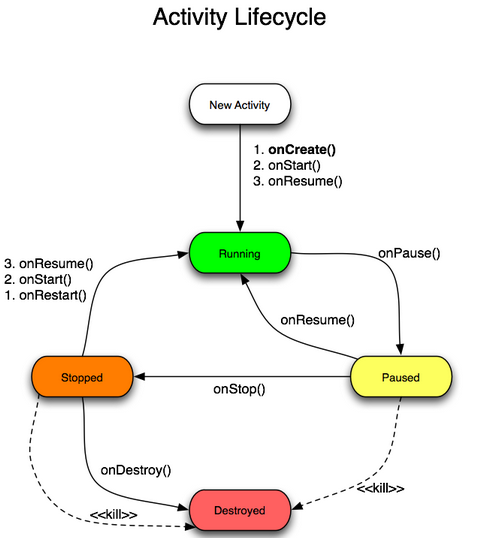 Activity Lifecycle
New Activity
1. onCreate()
2. onStart()
3. onResume()
Running
onPause()
3. onResume()
2. onStart()
1. onRestart()
onResume()
Stopped
Paused
onStop()
onDestroy()
<<kill>>
<<kill>>
Destroyed